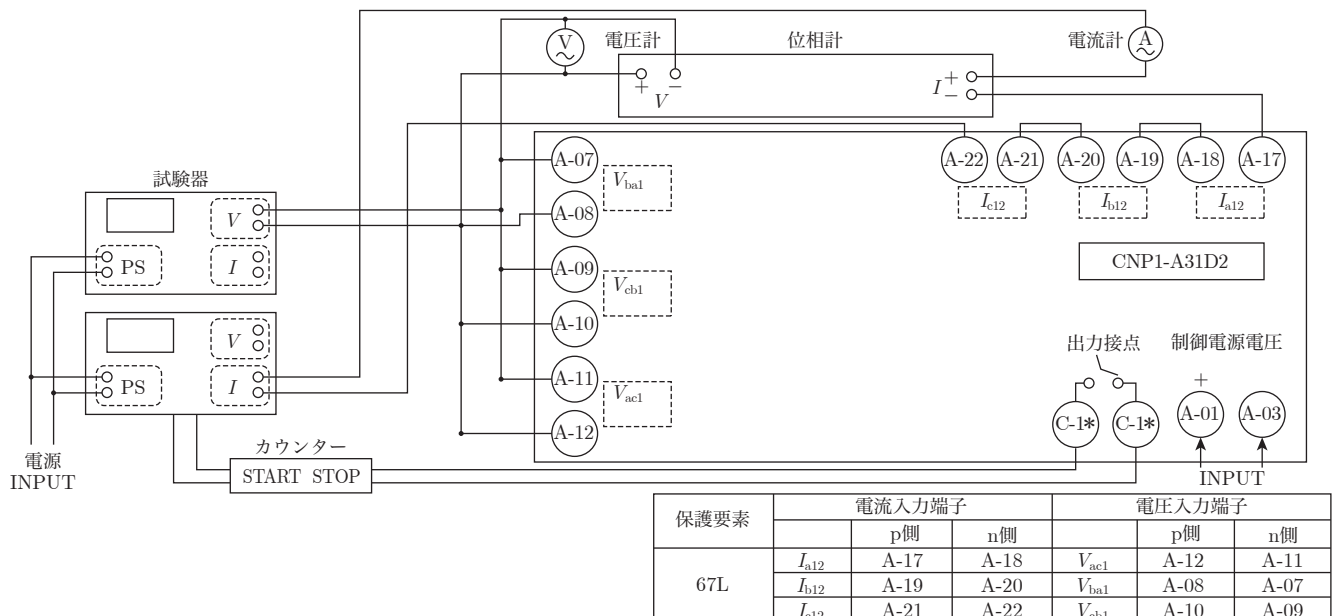 電圧計
位相計
電流計
V
A
+ −
V
I + −
A-07
V_ba1
A-08
A-09
V_cb1
A-10
A-11
V_ac1
A-12
A-22 A-21 A-20 A-19 A-18 A-17
I_c12 I_b12 I_a12
CNP1-A31D2
試験器
V
PS I
V
PS I
電源
INPUT
カウンター
START STOP
出力接点
制御電源電圧
+
C-1* C-1* A-01 A-03
INPUT
保護要素 電流入力端子 電圧入力端子
p側 n側 p側 n側
67L
I_a12 A-17 A-18 V_ac1 A-12 A-11
I_b12 A-19 A-20 V_ba1 A-08 A-07
I_c12 A-21 A-22 V_cb1 A-10 A-09